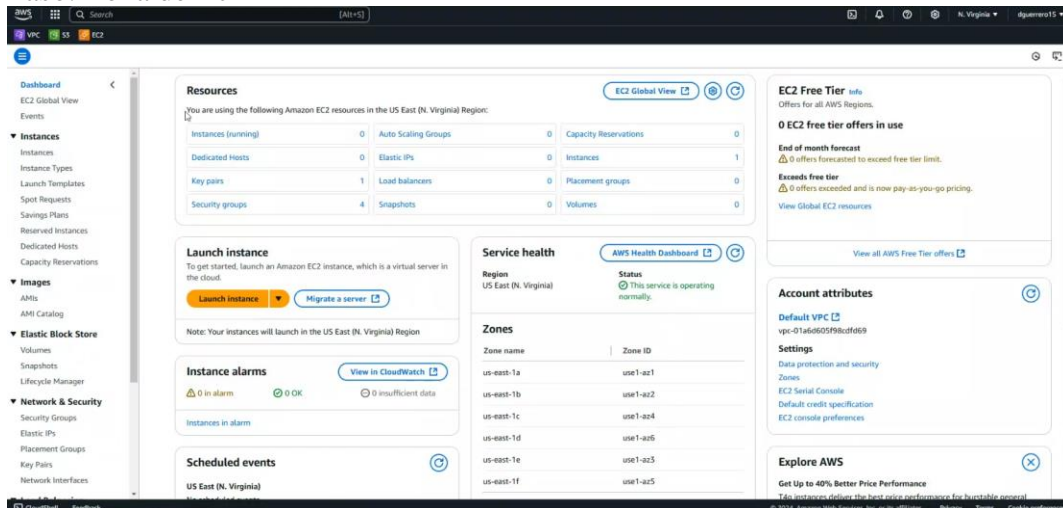 aws
Search
[Alt+S]
N. Virginia
dguerrero15
VPC
S3
EC2
Dashboard
EC2 Global View
Events
Instances
Instances
Instance Types
Launch Templates
Spot Requests
Savings Plans
Reserved Instances
Dedicated Hosts
Capacity Reservations
Images
AMIs
AMI Catalog
Elastic Block Store
Volumes
Snapshots
Lifecycle Manager
Network & Security
Security Groups
Elastic IPs
Placement Groups
Key Pairs
Network Interfaces
Resources
EC2 Global View
You are using the following Amazon EC2 resources in the US East (N. Virginia) Region:
Instances (running) 0 Auto Scaling Groups 0 Capacity Reservations 0
Dedicated Hosts 0 Elastic IPs 0 Instances 1
Key pairs 1 Load balancers 0 Placement groups 0
Security groups 4 Snapshots 0 Volumes 0
Launch instance
To get started, launch an Amazon EC2 instance, which is a virtual server in
the cloud.
Launch instance
Migrate a server
Note: Your instances will launch in the US East (N. Virginia) Region
Instance alarms
View in CloudWatch
0 in alarm 0 OK 0 insufficient data
Instances in alarm
Scheduled events
US East (N. Virginia)
Service health
AWS Health Dashboard
Region Status
US East (N. Virginia) This service is operating
normally.
Zones
Zone name Zone ID
us-east-1a use1-az1
us-east-1b use1-az2
us-east-1c use1-az4
us-east-1d use1-az6
us-east-1e use1-az3
us-east-1f use1-az5
EC2 Free Tier Info
Offers for all AWS Regions.
0 EC2 free tier offers in use
End of month forecast
0 offers forecasted to exceed free tier limit.
Exceeds free tier
0 offers exceeded and is now pay-as-you-go pricing.
View Global EC2 resources
View all AWS Free Tier offers
Account attributes
Default VPC
vpc-01a6d605f98cdfd69
Settings
Data protection and security
Zones
EC2 Serial Console
Default credit specification
EC2 console preferences
Explore AWS
Get Up to 40% Better Price Performance
T4g instances deliver the best price performance for burstable general
CloudShell Feedback